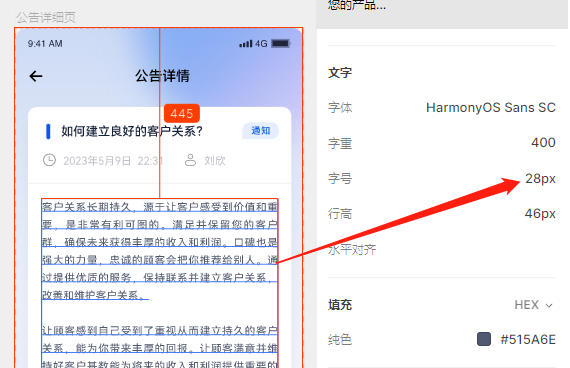 公告详细页
9:41 AM
4G
公告详情
445
如何建立良好的客户关系?
通知
2023年5月9日 22:31
刘欣
客户关系长期持久，源于让客户感受到价值和重
要，是非常有利可图的。满足并保留您的客户
群，确保未来获得丰厚的收入和利润。口碑也是
强大的力量，忠诚的顾客会把你推荐给别人。通
过提供优质的服务，保持联系并建立客户关系，
改善和维护客户关系。
让顾客感到自己受到了重视从而建立持久的客户
关系，能为你带来丰厚的回报。让顾客满意并维
持好客户基数能为将来的收入和利润提供重要的
您的产品...
文字
字体
HarmonyOS Sans SC
字重
400
字号
28px
行高
46px
水平对齐
填充
HEX
纯色
#515A6E